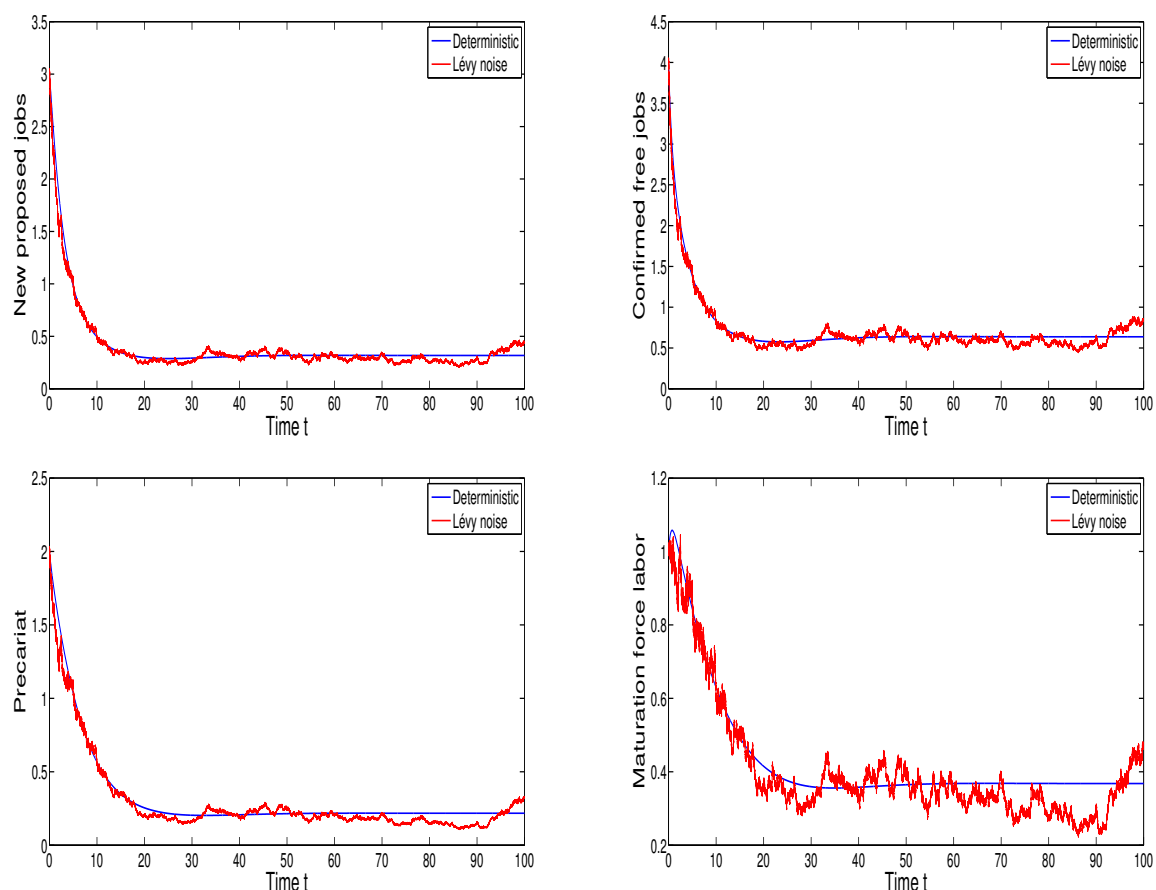 New proposed jobs
3.5
3
2.5
2
1.5
1
0.5
0
0 10 20 30 40 50 60 70 80 90 100
Time t
Deterministic
Lévy noise
Confirmed free jobs
4.5
4
3.5
3
2.5
2
1.5
1
0.5
0
0 10 20 30 40 50 60 70 80 90 100
Time t
Deterministic
Lévy noise
Precariat
2.5
2
1.5
1
0.5
0
0 10 20 30 40 50 60 70 80 90 100
Time t
Deterministic
Lévy noise
Maturation force labor
1.2
1
0.8
0.6
0.4
0.2
0 10 20 30 40 50 60 70 80 90 100
Time t
Deterministic
Lévy noise